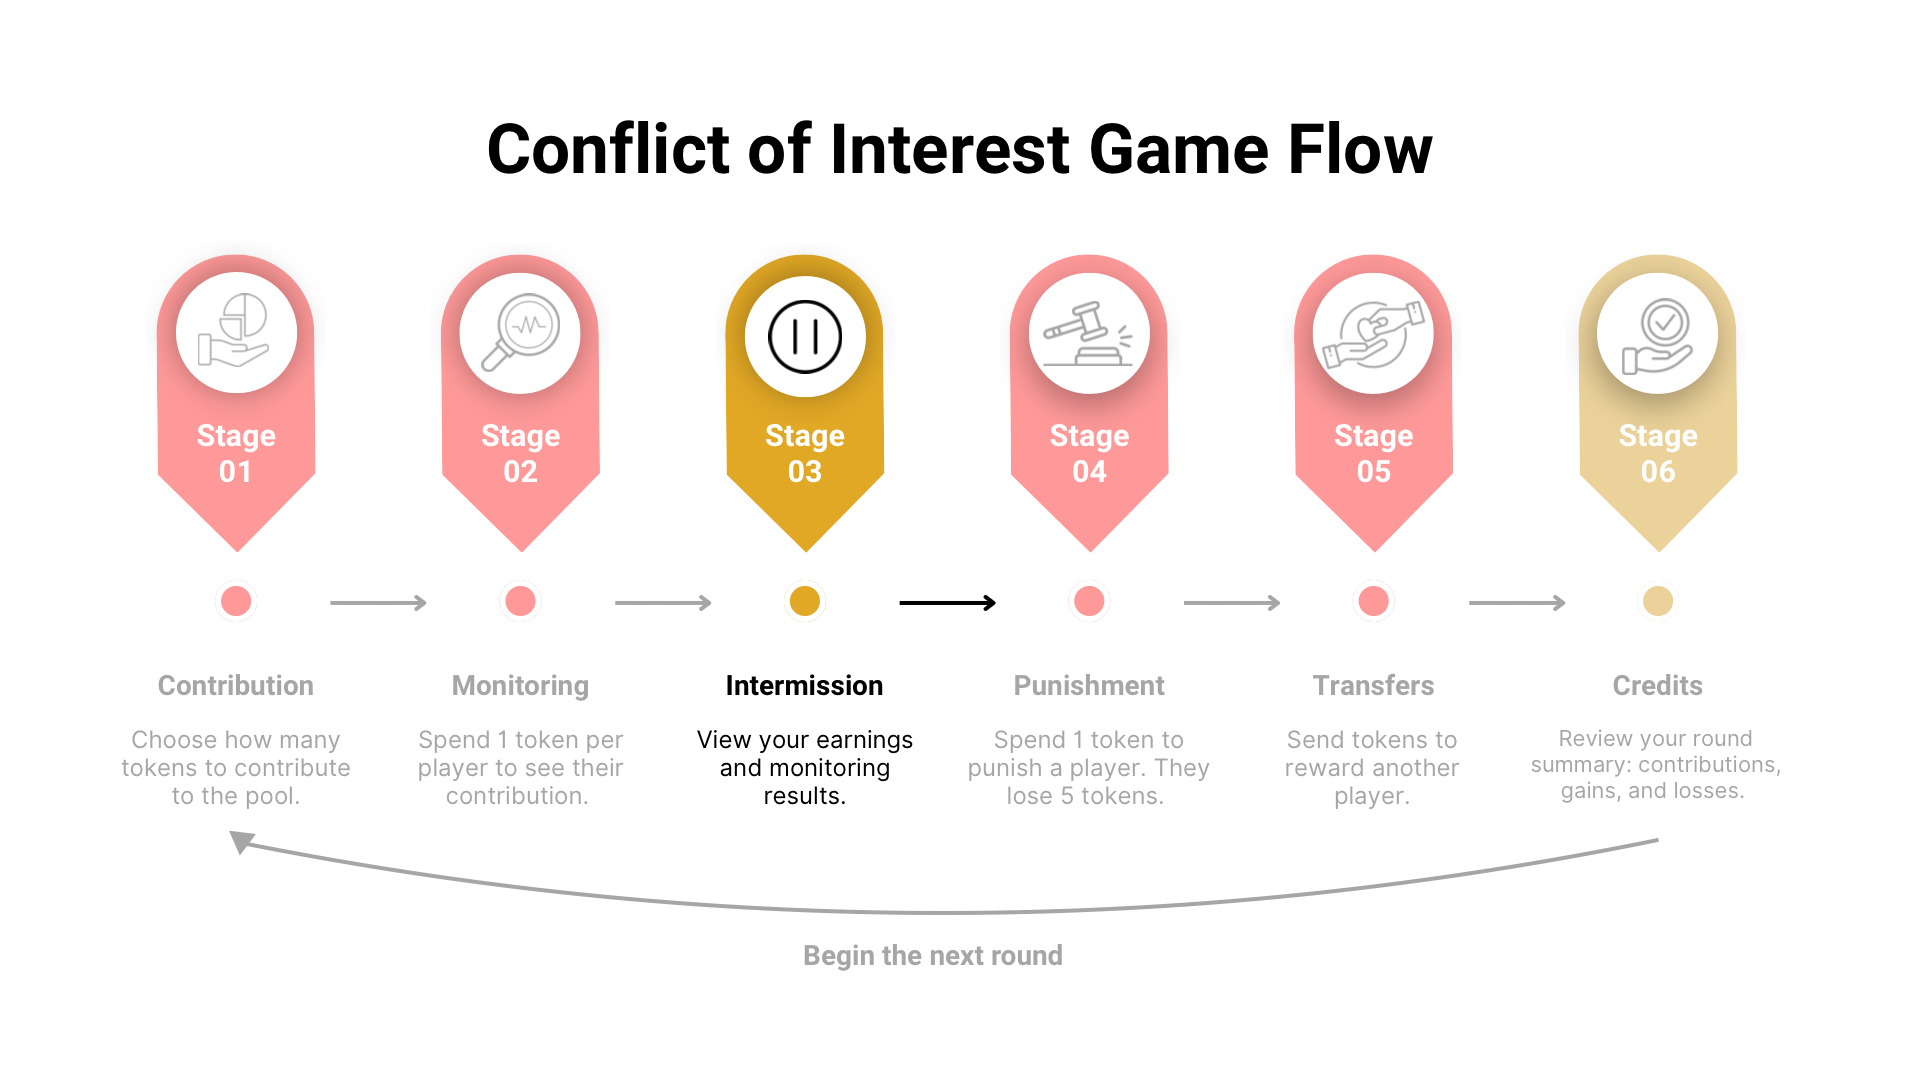 Conflict of Interest Game Flow
Stage
01
Stage
02
Stage
03
Stage
04
Stage
05
Stage
06
Contribution
Choose how many
tokens to contribute
to the pool.
Monitoring
Spend 1 token per
player to see their
contribution.
Intermission
View your earnings
and monitoring
results.
Punishment
Spend 1 token to
punish a player. They
lose 5 tokens.
Transfers
Send tokens to
reward another
player.
Credits
Review your round
summary: contributions,
gains, and losses.
Begin the next round